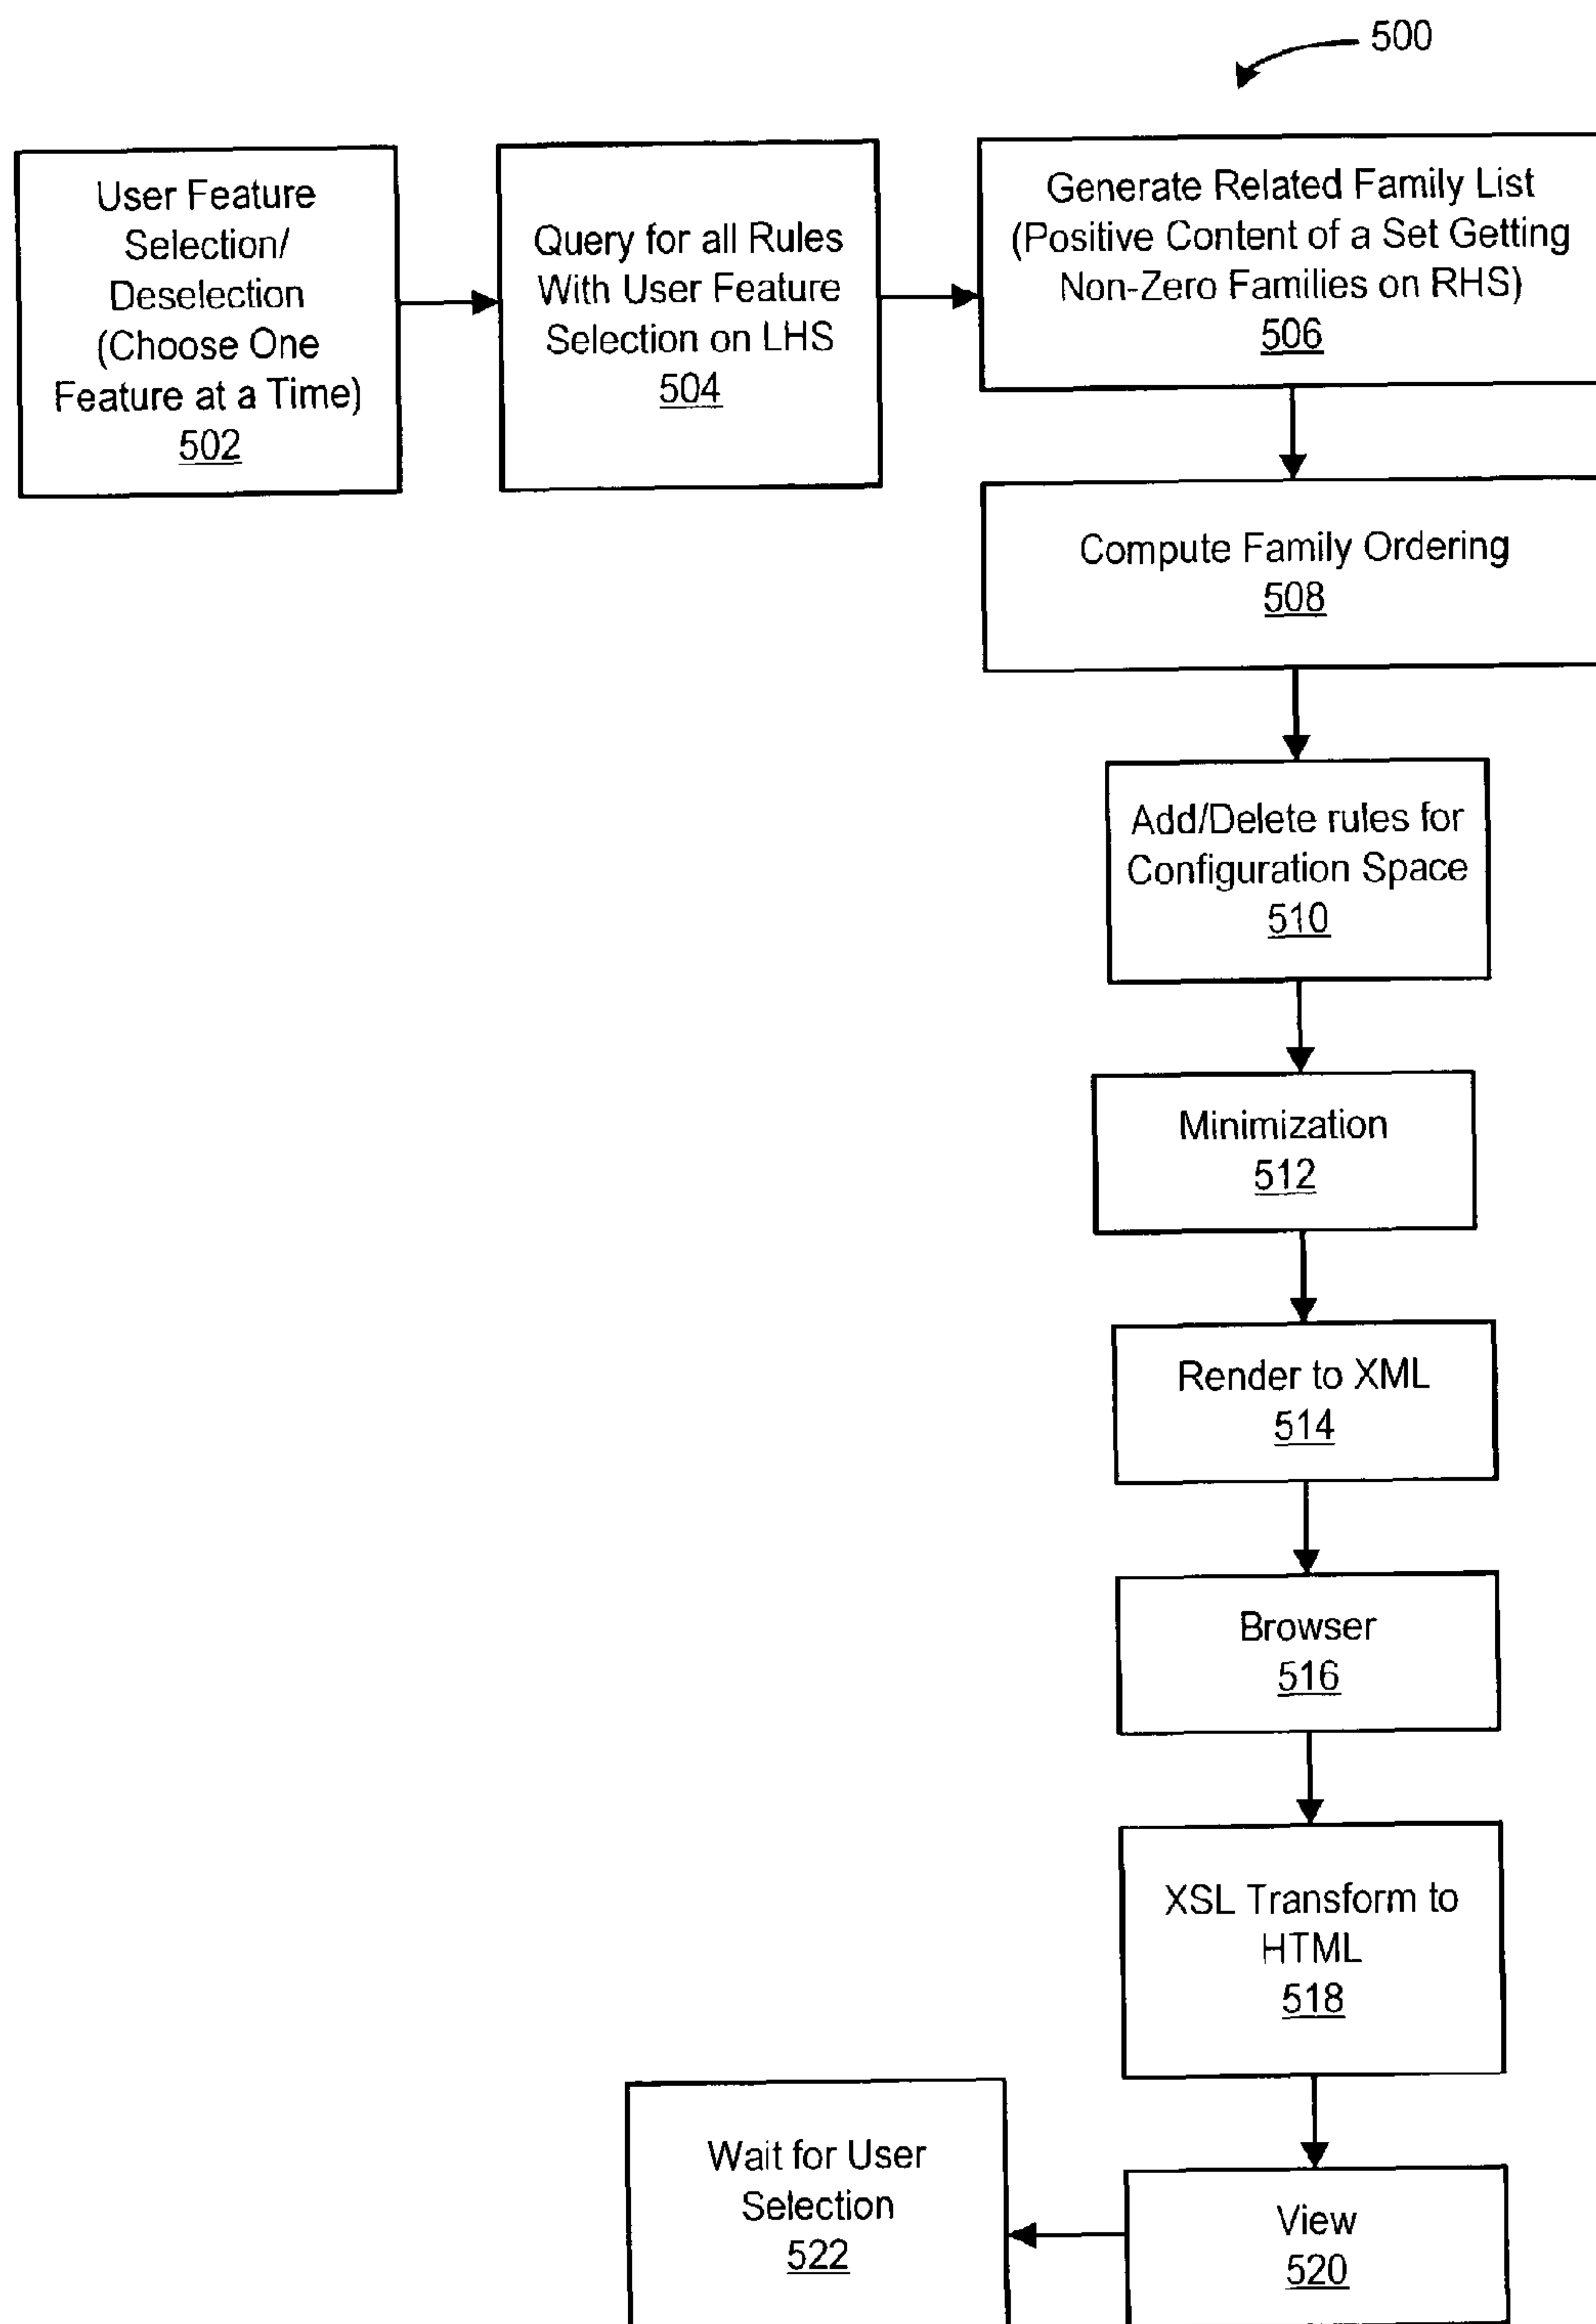 500
User Feature
Selection/
Deselection
(Choose One
Feature at a Time)
502
Query for all Rules
With User Feature
Selection on LHS
504
Generate Related Family List
(Positive Content of a Set Getting
Non-Zero Families on RHS)
506
Compute Family Ordering
508
Add/Delete rules for
Configuration Space
510
Minimization
512
Render to XML
514
Browser
516
XSL Transform to
HTML
518
View
520
Wait for User
Selection
522